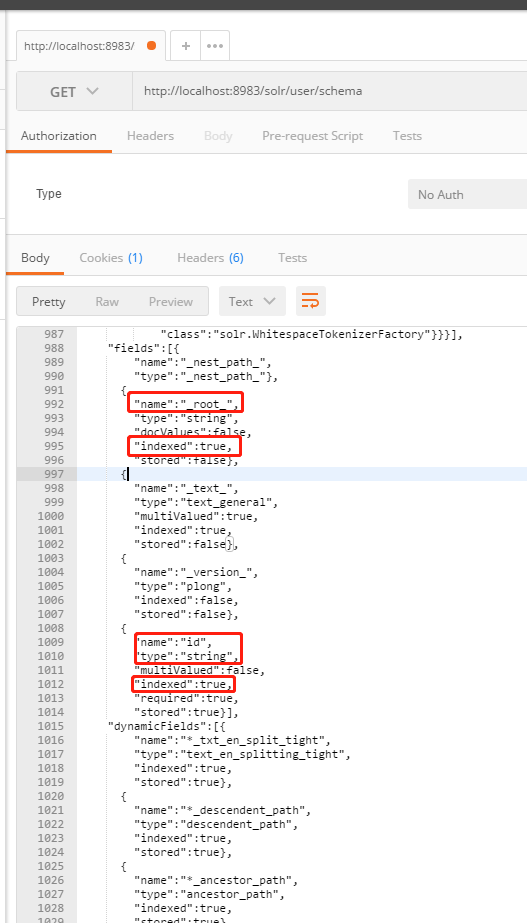 http://localhost:8983/
+
•••
GET
http://localhost:8983/solr/user/schema
Authorization Headers Body Pre-request Script Tests
Type
No Auth
Body Cookies (1) Headers (6) Tests
Pretty Raw Preview Text
987 "class":"solr.WhitespaceTokenizerFactory"}}}],
988 "fields":[{
989 "name":"_nest_path_",
990 "type":"_nest_path_"},
991 {
992 "name":"_root_",
993 "type":"string",
994 "docValues":false,
995 "indexed":true,
996 "stored":false},
997 {
998 "name":"_text_",
999 "type":"text_general",
1000 "multiValued":true,
1001 "indexed":true,
1002 "stored":false},
1003 {
1004 "name":"_version_",
1005 "type":"plong",
1006 "indexed":false,
1007 "stored":false},
1008 {
1009 "name":"id",
1010 "type":"string",
1011 "multiValued":false,
1012 "indexed":true,
1013 "required":true,
1014 "stored":true}],
1015 "dynamicFields":[{
1016 "name":"*_txt_en_split_tight",
1017 "type":"text_en_splitting_tight",
1018 "indexed":true,
1019 "stored":true},
1020 {
1021 "name":"*_descendent_path",
1022 "type":"descendent_path",
1023 "indexed":true,
1024 "stored":true},
1025 {
1026 "name":"*_ancestor_path",
1027 "type":"ancestor_path",
1028 "indexed":true,
1029 "stored":true},